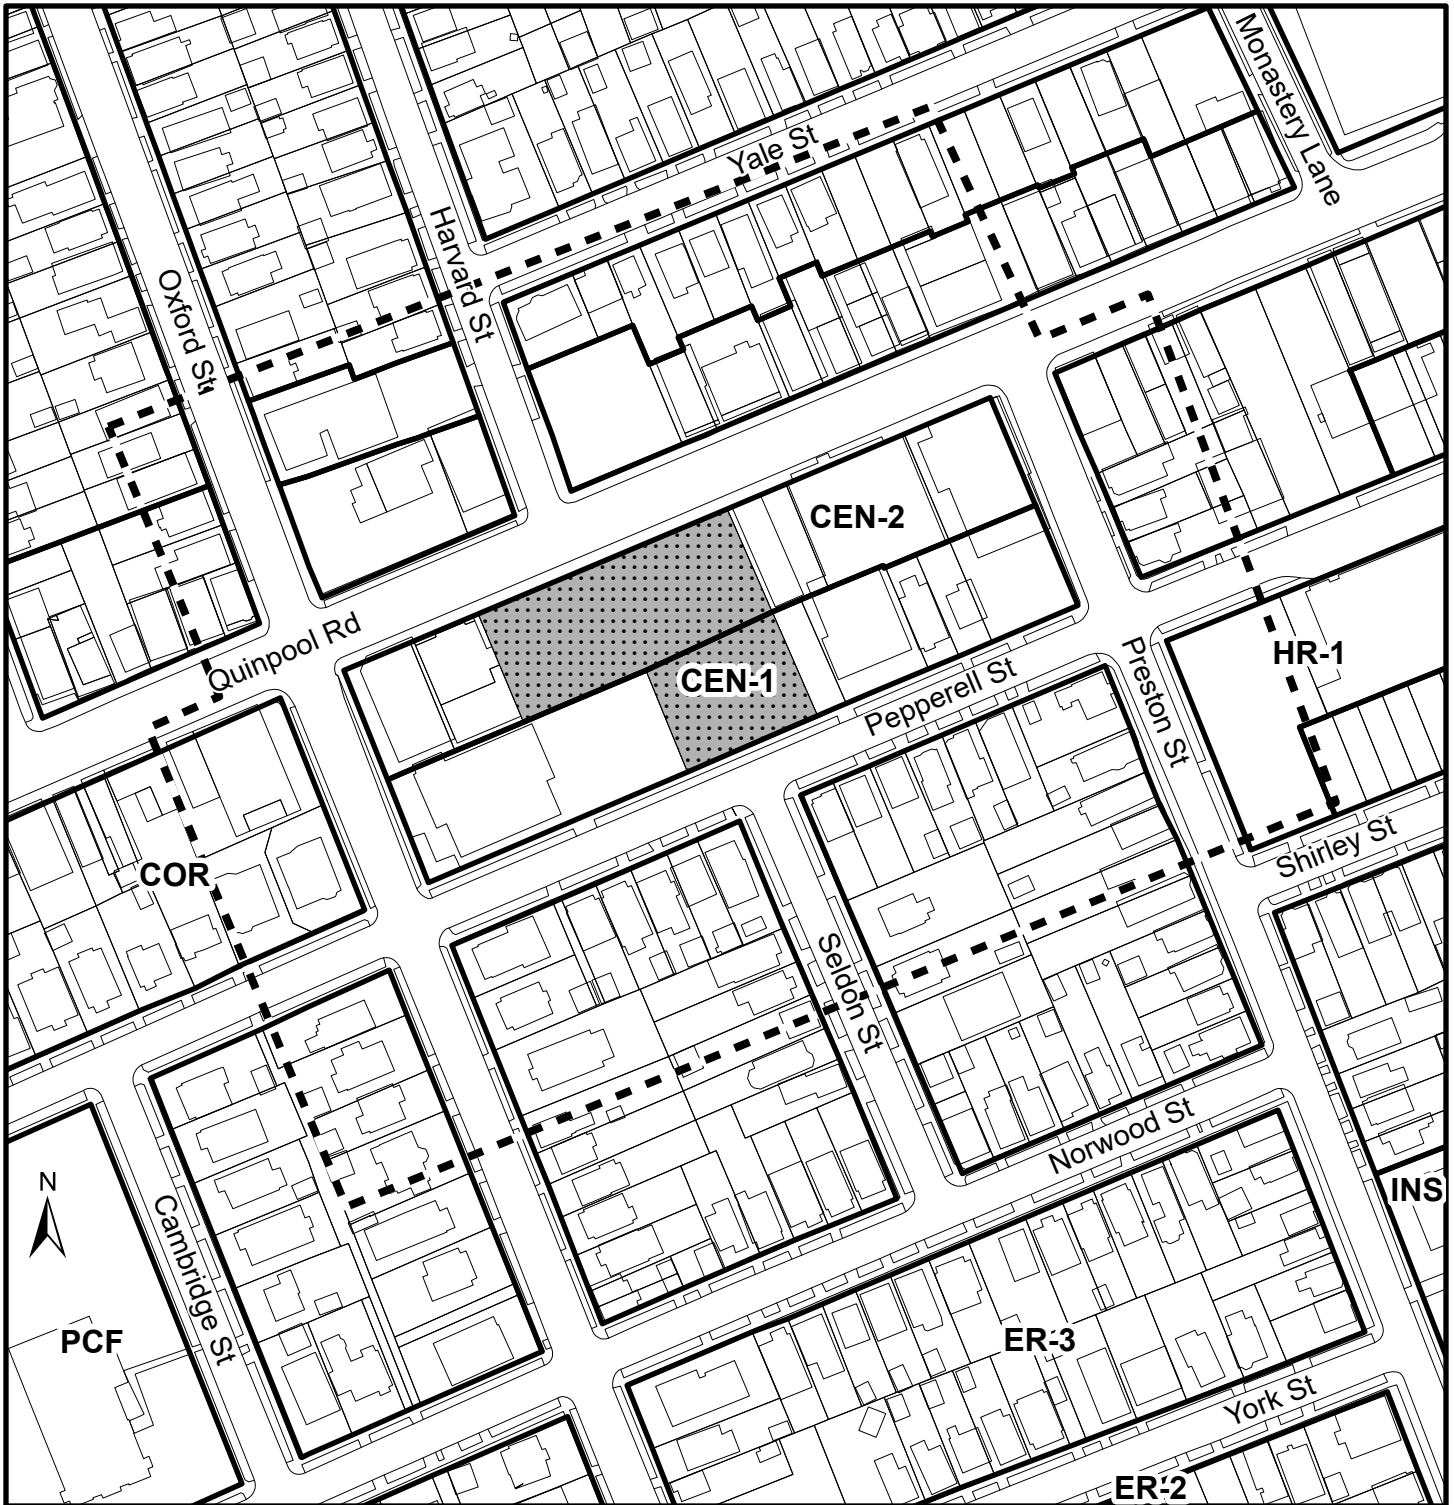 Monastery Lane
Yale St
Harvard St
Oxford St
CEN-2
Quinpool Rd
HR-1
CEN-1
Pepperell St
Preston St
Shirley St
COR
Seldon St
Norwood St
N
INS
Cambridge St
PCF
ER-3
York St
ER-2